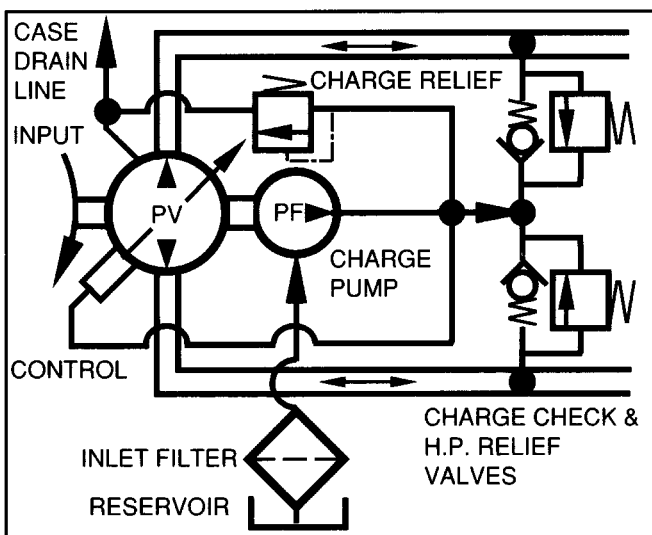 CASE
DRAIN
LINE
CHARGE RELIEF
INPUT
PV
PF
CHARGE
PUMP
CONTROL
CHARGE CHECK &
H.P. RELIEF
VALVES
INLET FILTER
RESERVOIR